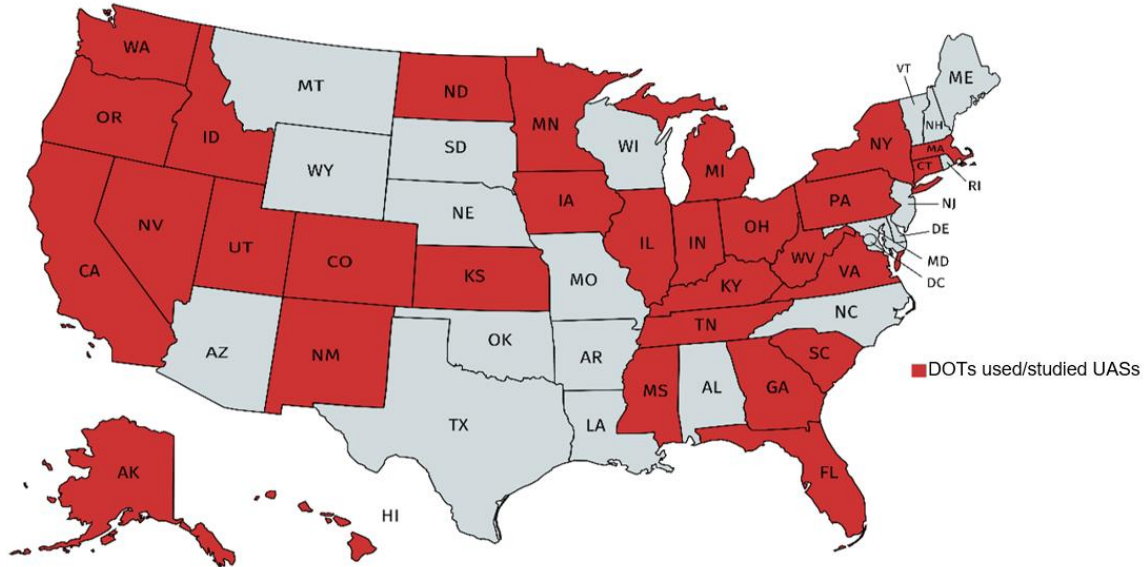 WA
MT
ND
MN
VT
ME
OR
ID
SD
WI
NH
WY
MI
NY
MA
CT
RI
NE
IA
PA
NJ
NV
UT
CO
IL
IN
OH
DE
CA
KS
MO
WV
VA
MD
KY
DC
NC
TN
AZ
NM
OK
AR
SC
DOTs used/studied UASs
MS
AL
GA
TX
LA
AK
FL
HI